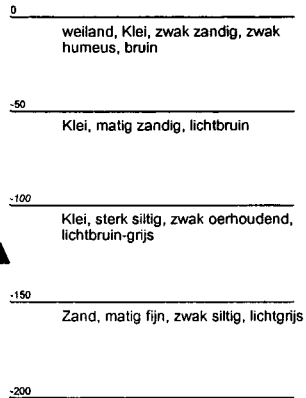 0
weiland, Klei, zwak zandig, zwak
humeus, bruin
-50
Klei, matig zandig, lichtbruin
-100
Klei, sterk siltig, zwak oerhoudend,
lichtbruin-grijs
-150
Zand, matig fijn, zwak siltig, lichtgrijs
-200